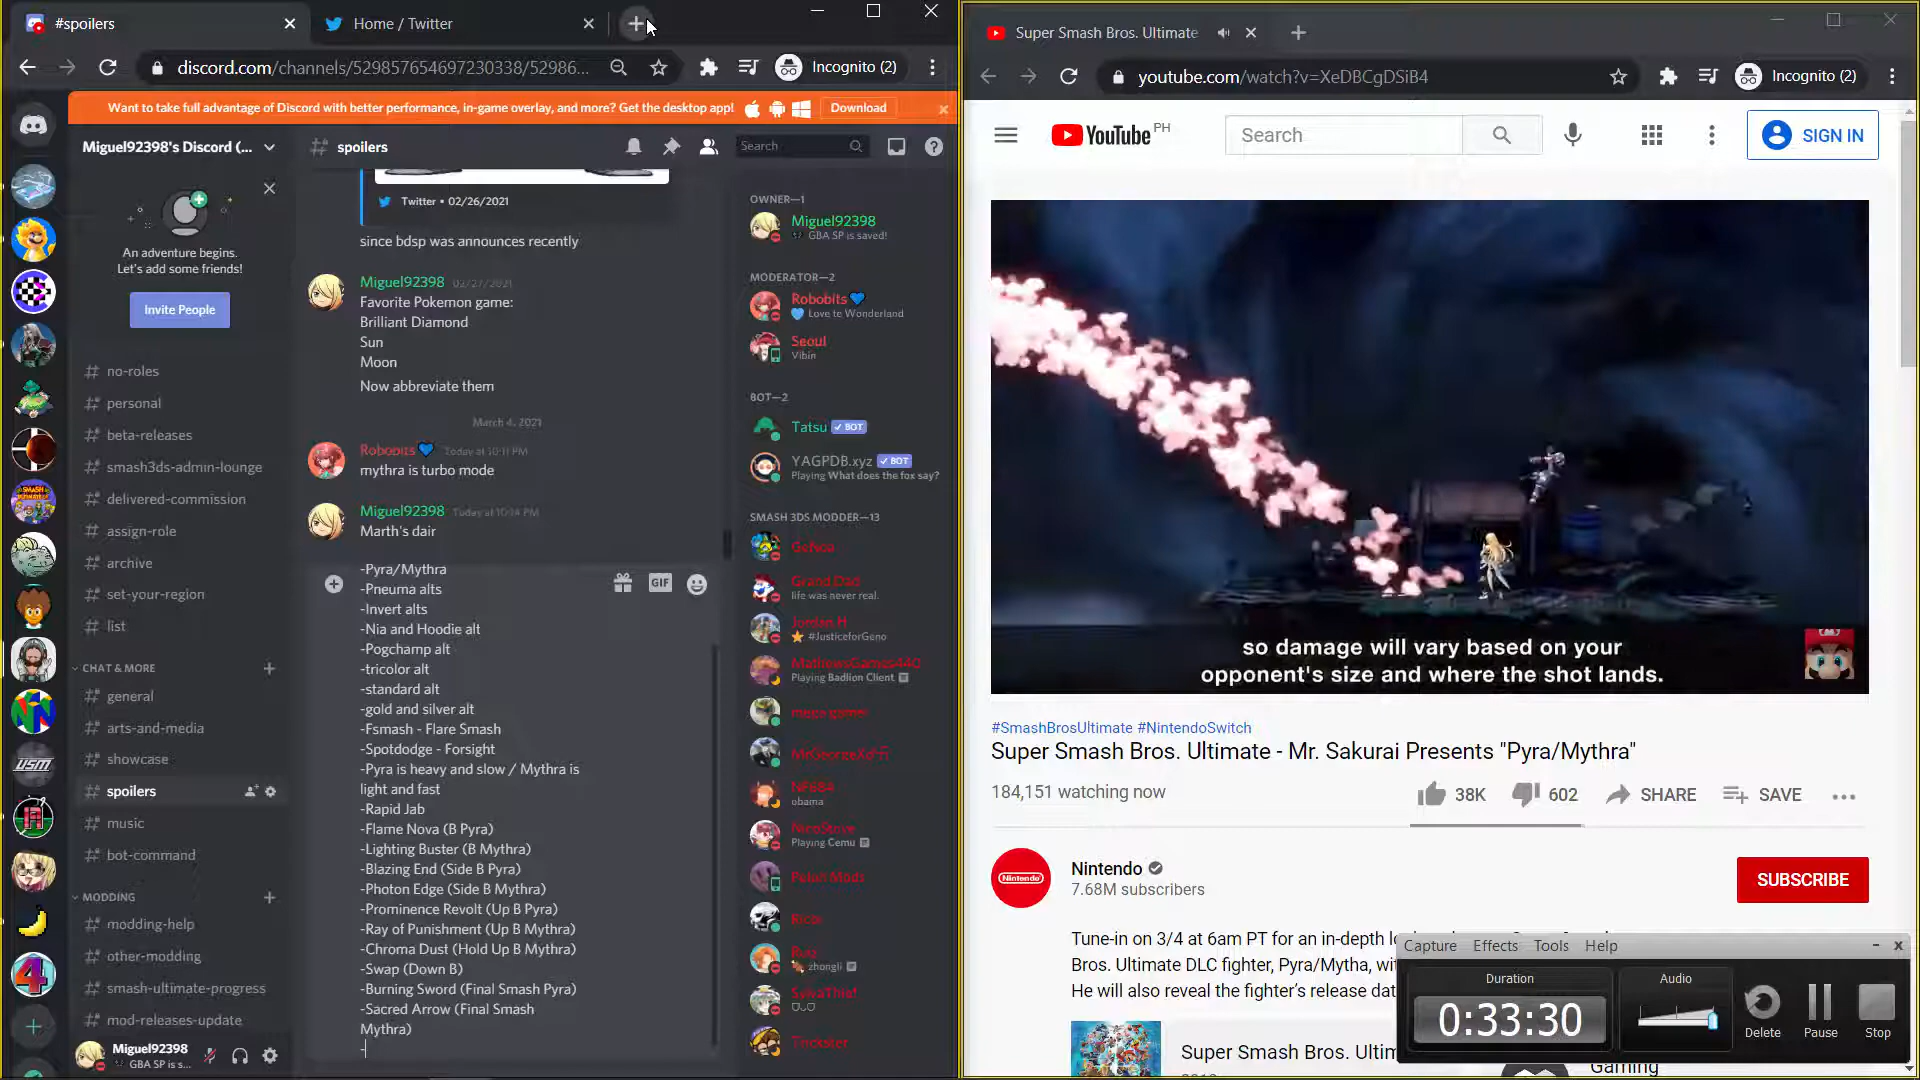 #spoilers
Home / Twitter
discord.com/channels/529857654697230338/52986...
Incognito (2)
Want to take full advantage of Discord with better performance, in-game overlay, and more? Get the desktop app!
Download
Miguel92398's Discord (...
An adventure begins.
Let's add some friends!
Invite People
# no-roles
# personal
# beta-releases
# smash3ds-admin-lounge
# delivered-commission
# assign-role
# archive
# set-your-region
# list
CHAT & MORE
# general
# arts-and-media
# showcase
# spoilers
# music
# bot-command
MODDING
# modding-help
# other-modding
# smash-ultimate-progress
# mod-releases-update
Miguel92398
GBA SP is s...
# spoilers
Search
Twitter • 02/26/2021
since bdsp was announces recently
Miguel92398 02/27/2021
Favorite Pokemon game:
Brilliant Diamond
Sun
Moon
Now abbreviate them
March 4, 2021
Robobits Today at 10:11 PM
mythra is turbo mode
Miguel92398 Today at 10:14 PM
Marth's dair
-Pyra/Mythra
-Pneuma alts
-Invert alts
-Nia and Hoodie alt
-Pogchamp alt
-tricolor alt
-standard alt
-gold and silver alt
-Fsmash - Flare Smash
-Spotdodge - Forsight
-Pyra is heavy and slow / Mythra is
light and fast
-Rapid Jab
-Flame Nova (B Pyra)
-Lighting Buster (B Mythra)
-Blazing End (Side B Pyra)
-Photon Edge (Side B Mythra)
-Prominence Revolt (Up B Pyra)
-Ray of Punishment (Up B Mythra)
-Chroma Dust (Hold Up B Mythra)
-Swap (Down B)
-Burning Sword (Final Smash Pyra)
-Sacred Arrow (Final Smash
Mythra)
-
GIF
OWNER—1
Miguel92398
GBA SP is saved!
MODERATOR—2
Robobits
Love to Wonderland
Seoul
Vibin
BOT—2
Tatsu BOT
YAGPDB.xyz BOT
Playing What does the fox say?
SMASH 3DS MODDER—13
Grand Dad
life was never real.
Jordan H
#JusticeforGeno
MathewsGames440
Playing Badlion Client
mega gamer
NF684
obama
NicoSteve
Playing Cemu
Rico
zhongli
Trickster
Super Smash Bros. Ultimate
youtube.com/watch?v=XeDBCgDSiB4
Incognito (2)
YouTube PH
Search
SIGN IN
so damage will vary based on your
opponent's size and where the shot lands.
#SmashBrosUltimate #NintendoSwitch
Super Smash Bros. Ultimate - Mr. Sakurai Presents "Pyra/Mythra"
184,151 watching now
38K
602
SHARE
SAVE
Nintendo
Nintendo
7.68M subscribers
SUBSCRIBE
Tune-in on 3/4 at 6am PT for an in-depth lo
Bros. Ultimate DLC fighter, Pyra/Mytha, wit
He will also reveal the fighter's release dat
Super Smash Bros. Ultim
Gaming
Capture Effects Tools Help
Duration
0:33:30
Audio
Delete
Pause
Stop